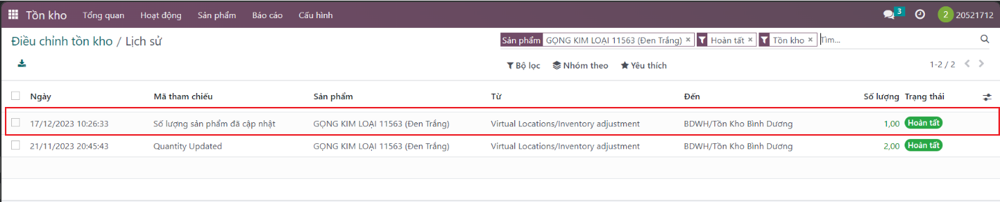 Tồn kho Tổng quan Hoạt động Sản phẩm Báo cáo Cấu hình 3 2 20521712
Điều chỉnh tồn kho / Lịch sử Sản phẩm GỌNG KIM LOẠI 11563 (Đen Trắng) × Hoàn tất × Tồn kho × Tìm...
Bộ lọc Nhóm theo Yêu thích 1-2 / 2
Ngày Mã tham chiếu Sản phẩm Từ Đến Số lượng Trạng thái
17/12/2023 10:26:33 Số lượng sản phẩm đã cập nhật GỌNG KIM LOẠI 11563 (Đen Trắng) Virtual Locations/Inventory adjustment BDWH/Tồn Kho Bình Dương 1,00 Hoàn tất
21/11/2023 20:45:43 Quantity Updated GỌNG KIM LOẠI 11563 (Đen Trắng) Virtual Locations/Inventory adjustment BDWH/Tồn Kho Bình Dương 2,00 Hoàn tất